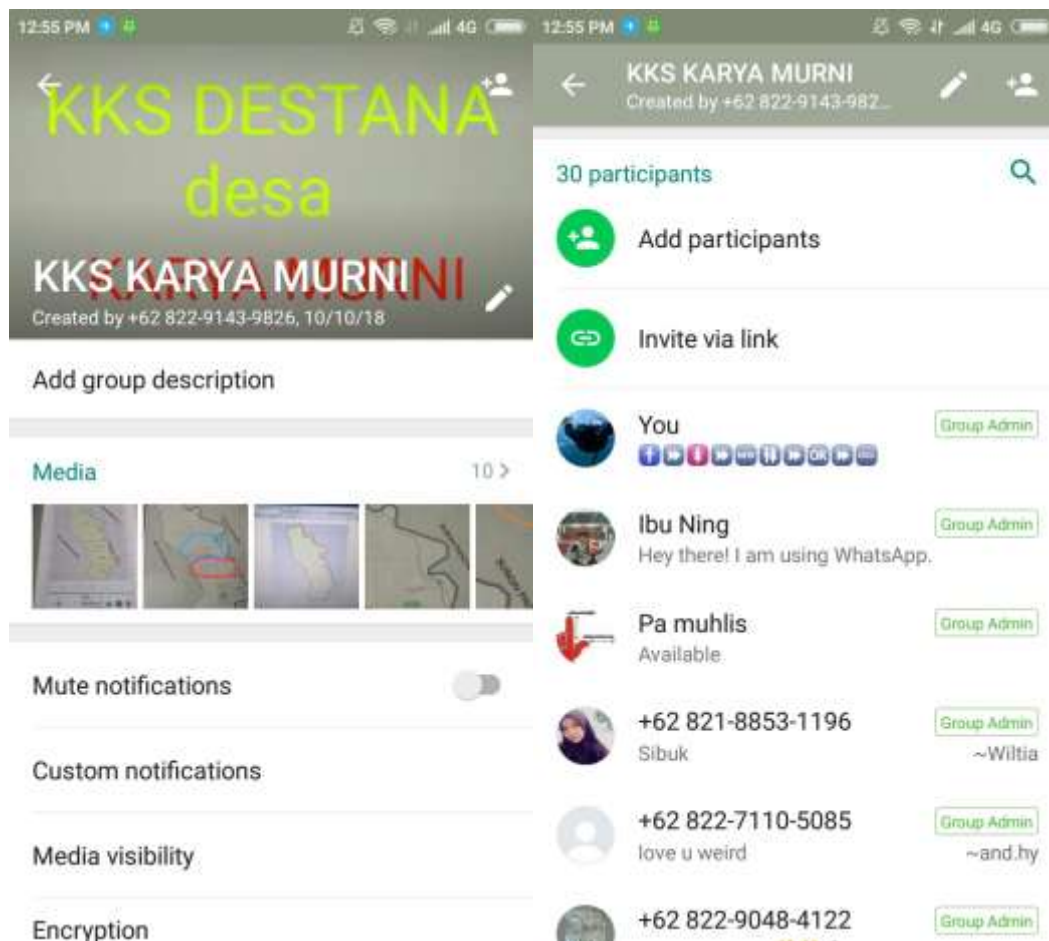 12:55 PM
4G
KKS DESTANA
desa
KARYA MURNI
KKS KARYA MURNI
Created by +62 822-9143-9826, 10/10/18
Add group description
Media
10 >
Mute notifications
Custom notifications
Media visibility
Encryption
12:55 PM
4G
KKS KARYA MURNI
Created by +62 822-9143-982...
30 participants
Add participants
Invite via link
You
Group Admin
Ibu Ning
Group Admin
Hey there! I am using WhatsApp.
Pa muhlis
Group Admin
Available
+62 821-8853-1196
Group Admin
Sibuk
~Wiltia
+62 822-7110-5085
Group Admin
love u weird
~and.hy
+62 822-9048-4122
Group Admin